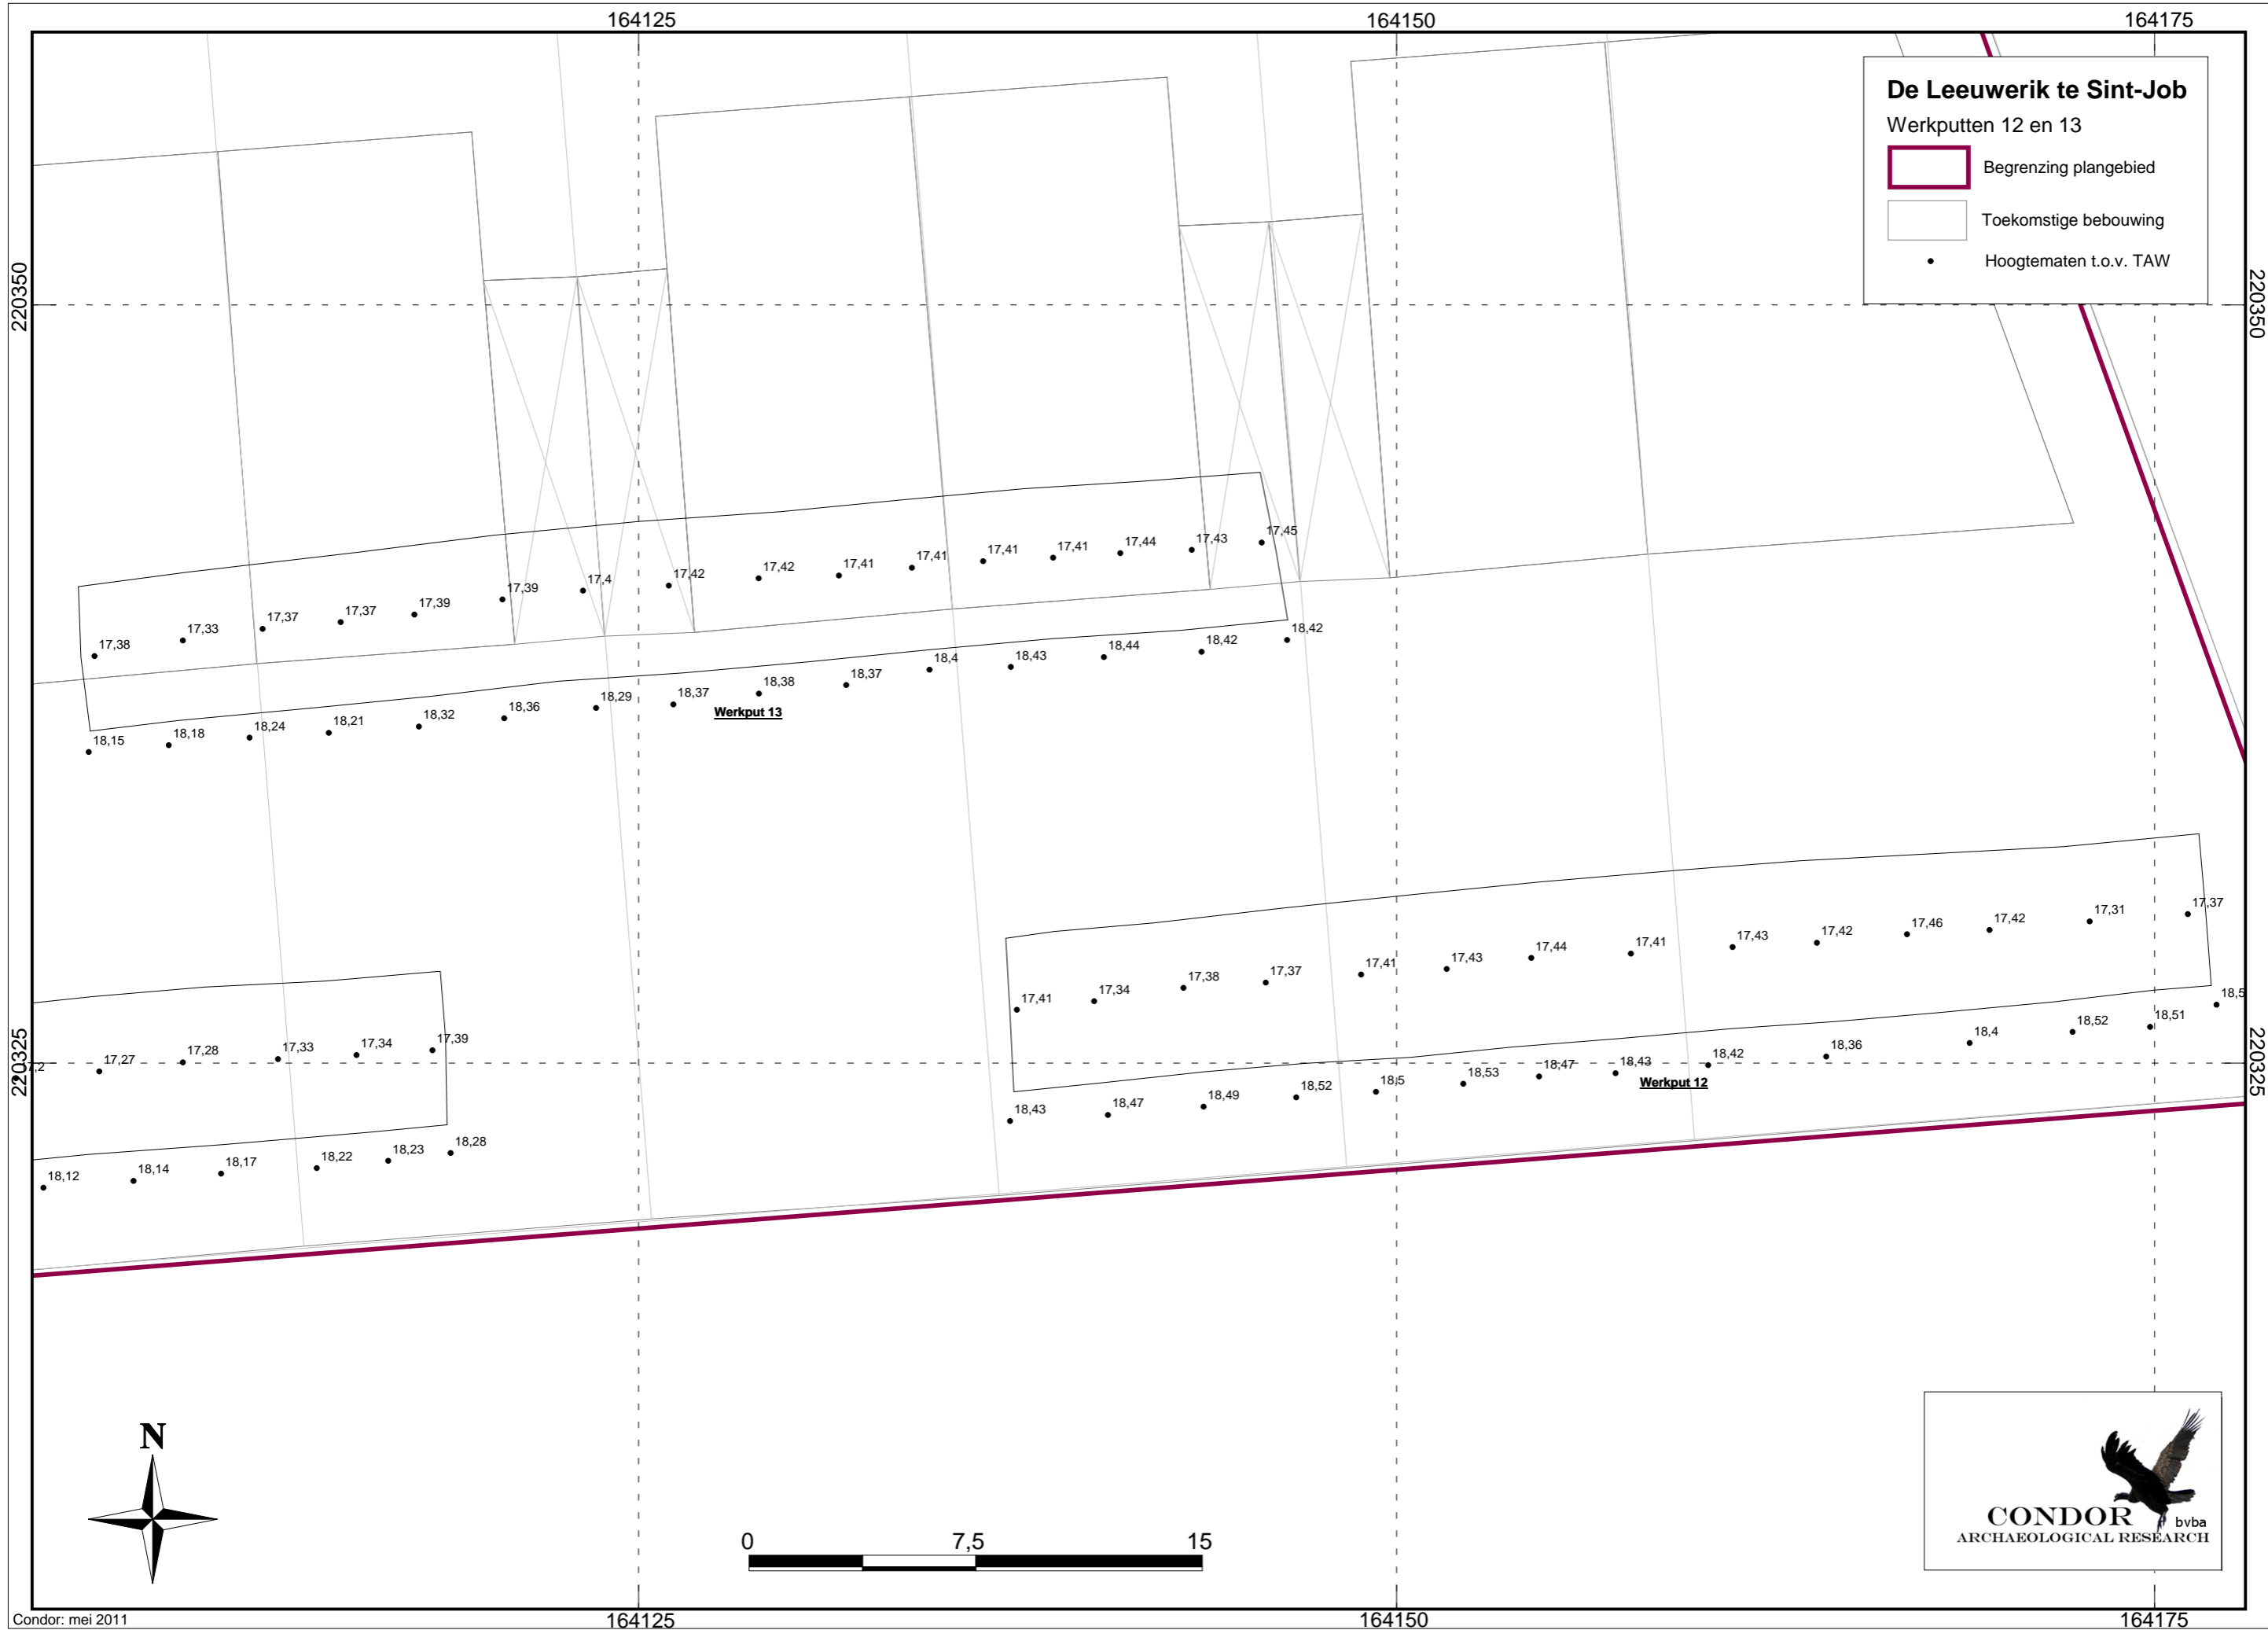 164125 164150 164175
De Leeuwerik te Sint-Job
Werkputten 12 en 13
Begrenzing plangebied
Toekomstige bebouwing
Hoogtematen t.o.v. TAW
220350 220350
17,38 17,33 17,37 17,37 17,39 17,39 17,4 17,42 17,42 17,41 17,41 17,41 17,41 17,44 17,43 17,45
18,15 18,18 18,24 18,21 18,32 18,36 18,29 18,37 18,38 18,37 18,4 18,43 18,44 18,42 18,42
Werkput 13
17,41 17,34 17,38 17,37 17,41 17,43 17,44 17,41 17,43 17,42 17,46 17,42 17,31 17,37
18,43 18,47 18,49 18,52 18,5 18,53 18,47 18,43 18,42 18,36 18,4 18,52 18,51 18,5
Werkput 12
220325 220325
17,27 17,28 17,33 17,34 17,39
18,12 18,14 18,17 18,22 18,23 18,28
N
0 7,5 15
CONDOR bvba
ARCHAEOLOGICAL RESEARCH
Condor: mei 2011
164125 164150 164175